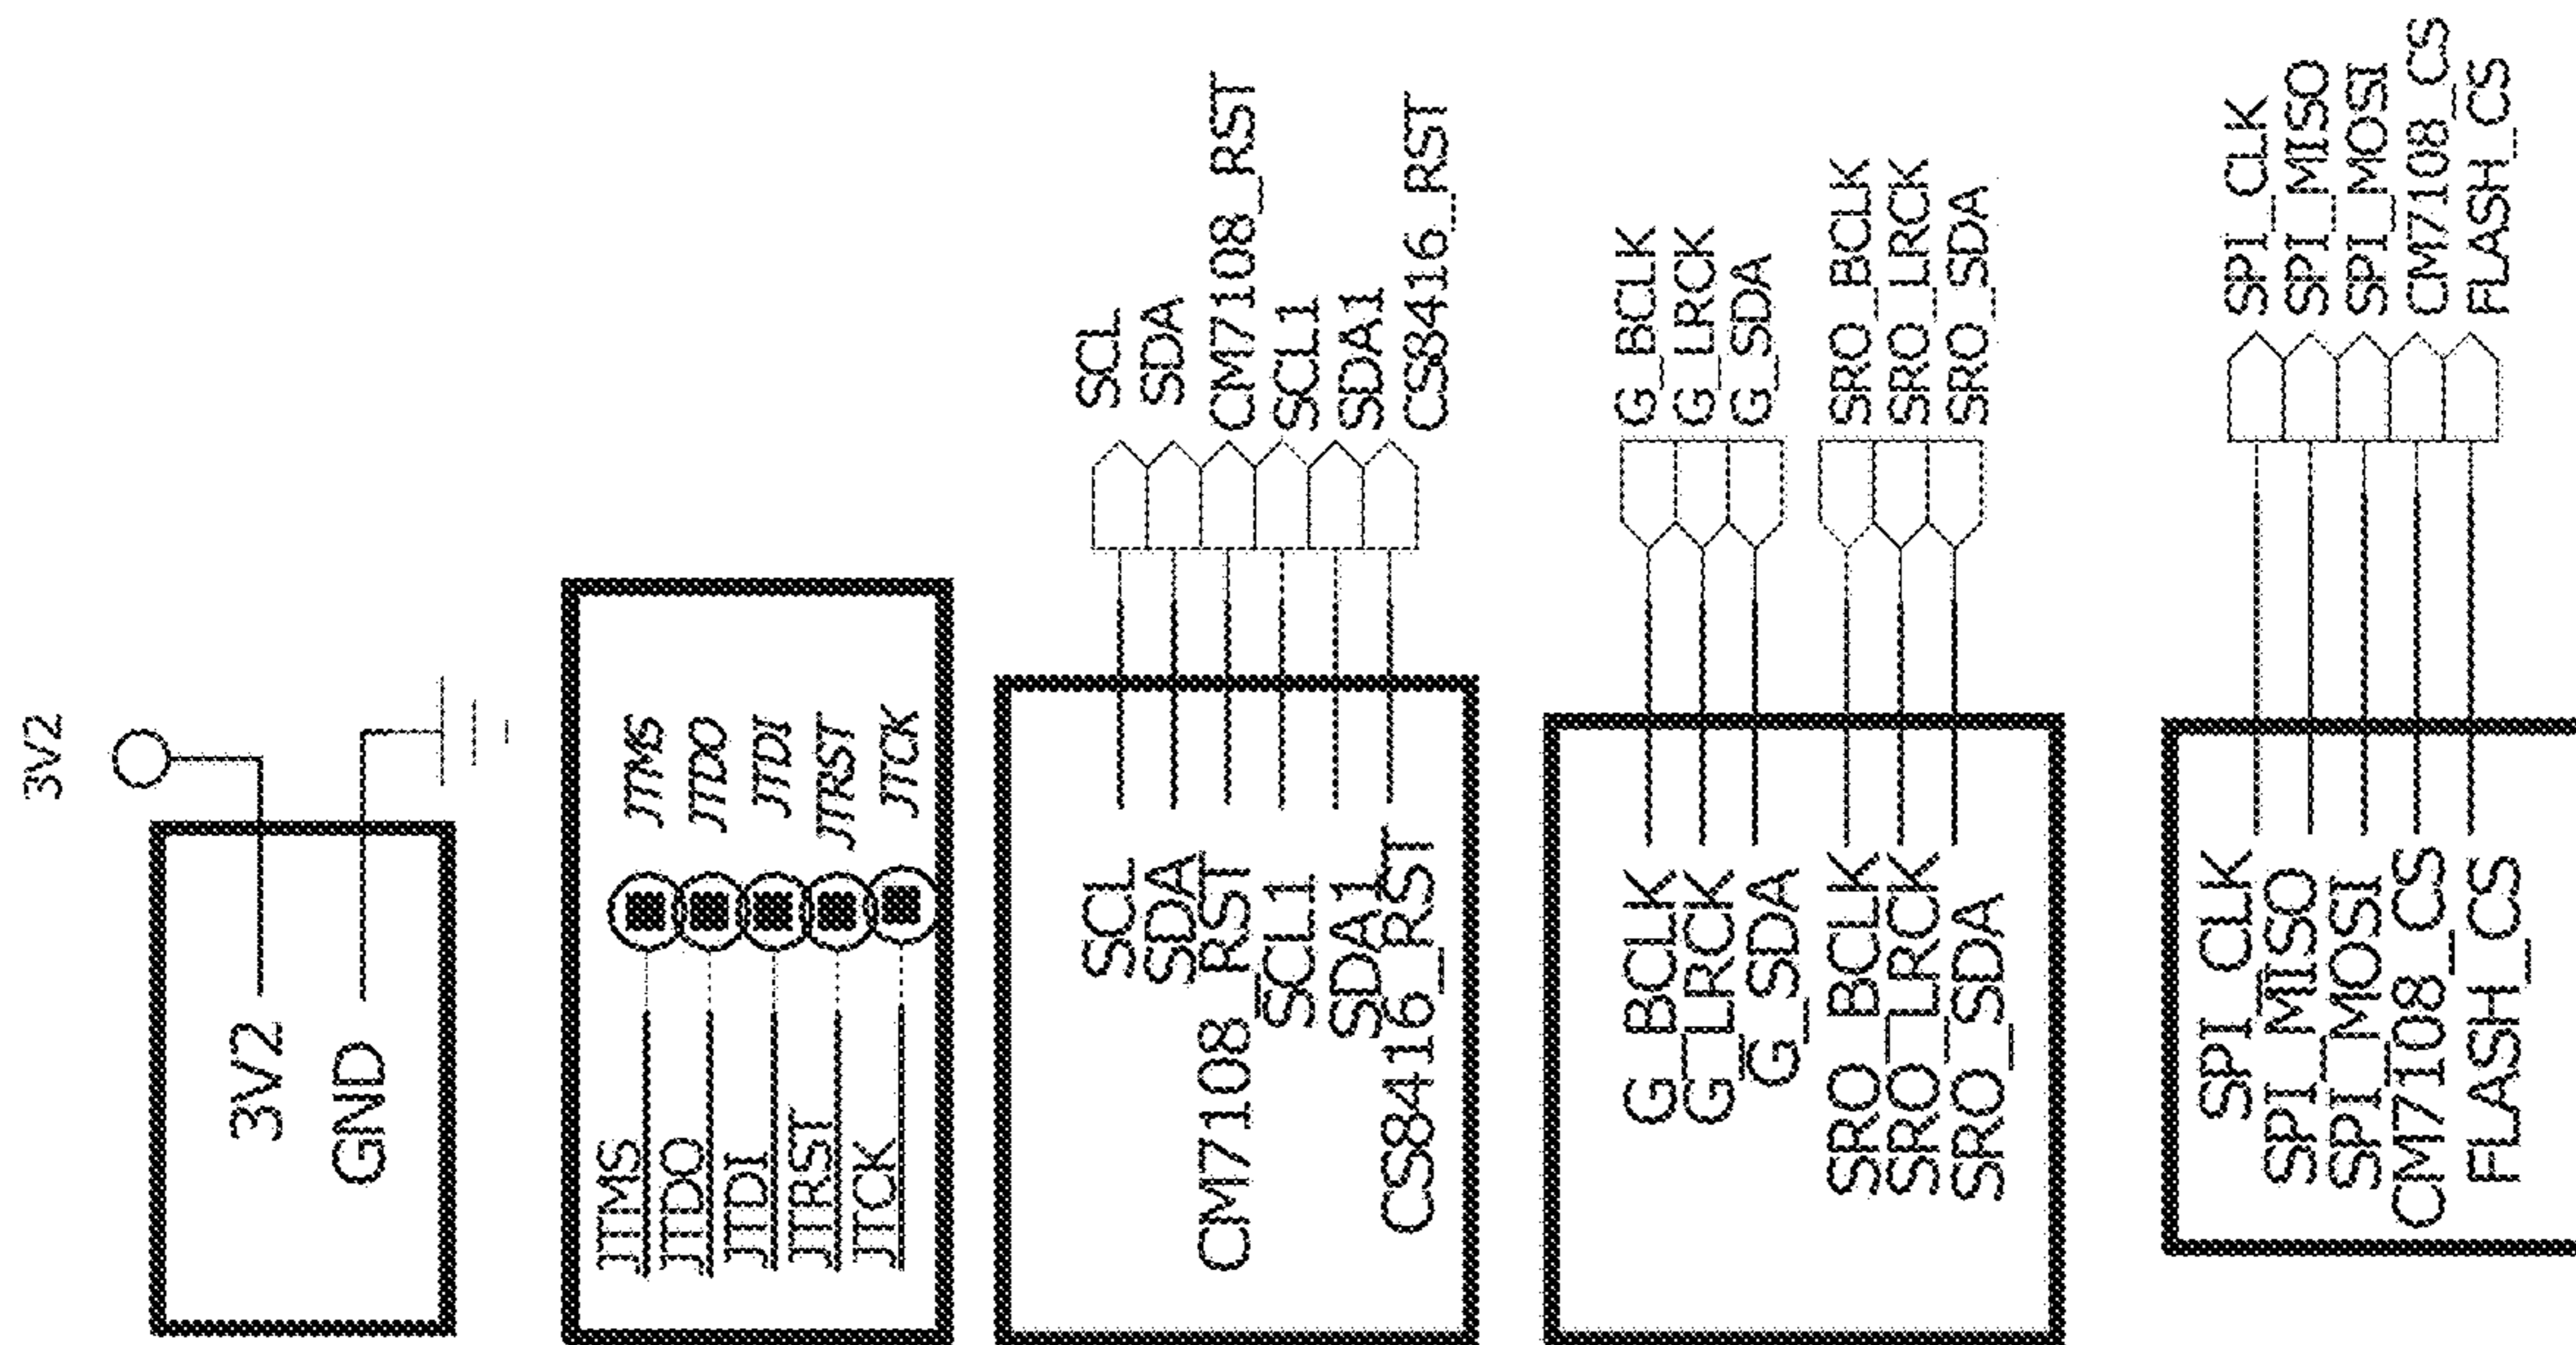 3V2
3V2
GND
JTMS
JTDO
JTDI
JTRST
JTCK
JTMS
JTDO
JTDI
JTRST
JTCK
SCL
SDA
CM7108_RST
SCL1
SDA1
CS8416_RST
SCL
SDA
CM7108_RST
SCL1
SDA1
CS8416_RST
G_BCLK
G_LRCK
G_SDA
SRO_BCLK
SRO_LRCK
SRO_SDA
G_BCLK
G_LRCK
G_SDA
SRO_BCLK
SRO_LRCK
SRO_SDA
SPI_CLK
SPI_MISO
SPI_MOSI
CM7108_CS
FLASH_CS
SPI_CLK
SPI_MISO
SPI_MOSI
CM7108_CS
FLASH_CS